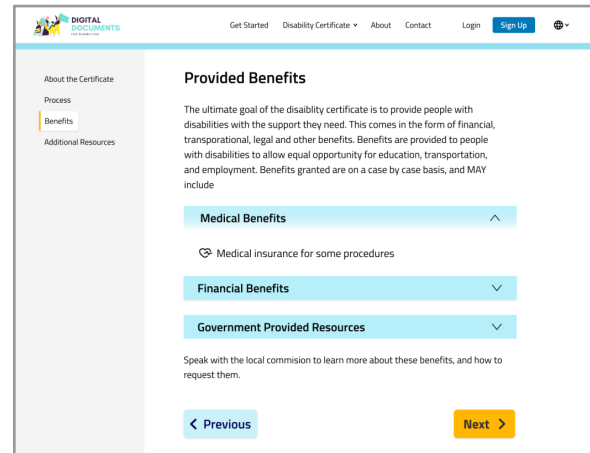 DIGITAL
DOCUMENTS
FOR DISABILITIES
Get Started Disability Certificate About Contact Login Sign Up
About the Certificate
Process
Benefits
Additional Resources
Provided Benefits
The ultimate goal of the disaiblity certificate is to provide people with
disabilities with the support they need. This comes in the form of financial,
transporational, legal and other benefits. Benefits are provided to people
with disabilities to allow equal opportunity for education, transportation,
and employment. Benefits granted are on a case by case basis, and MAY
include
Medical Benefits
Medical insurance for some procedures
Financial Benefits
Government Provided Resources
Speak with the local commision to learn more about these benefits, and how to
request them.
Previous
Next